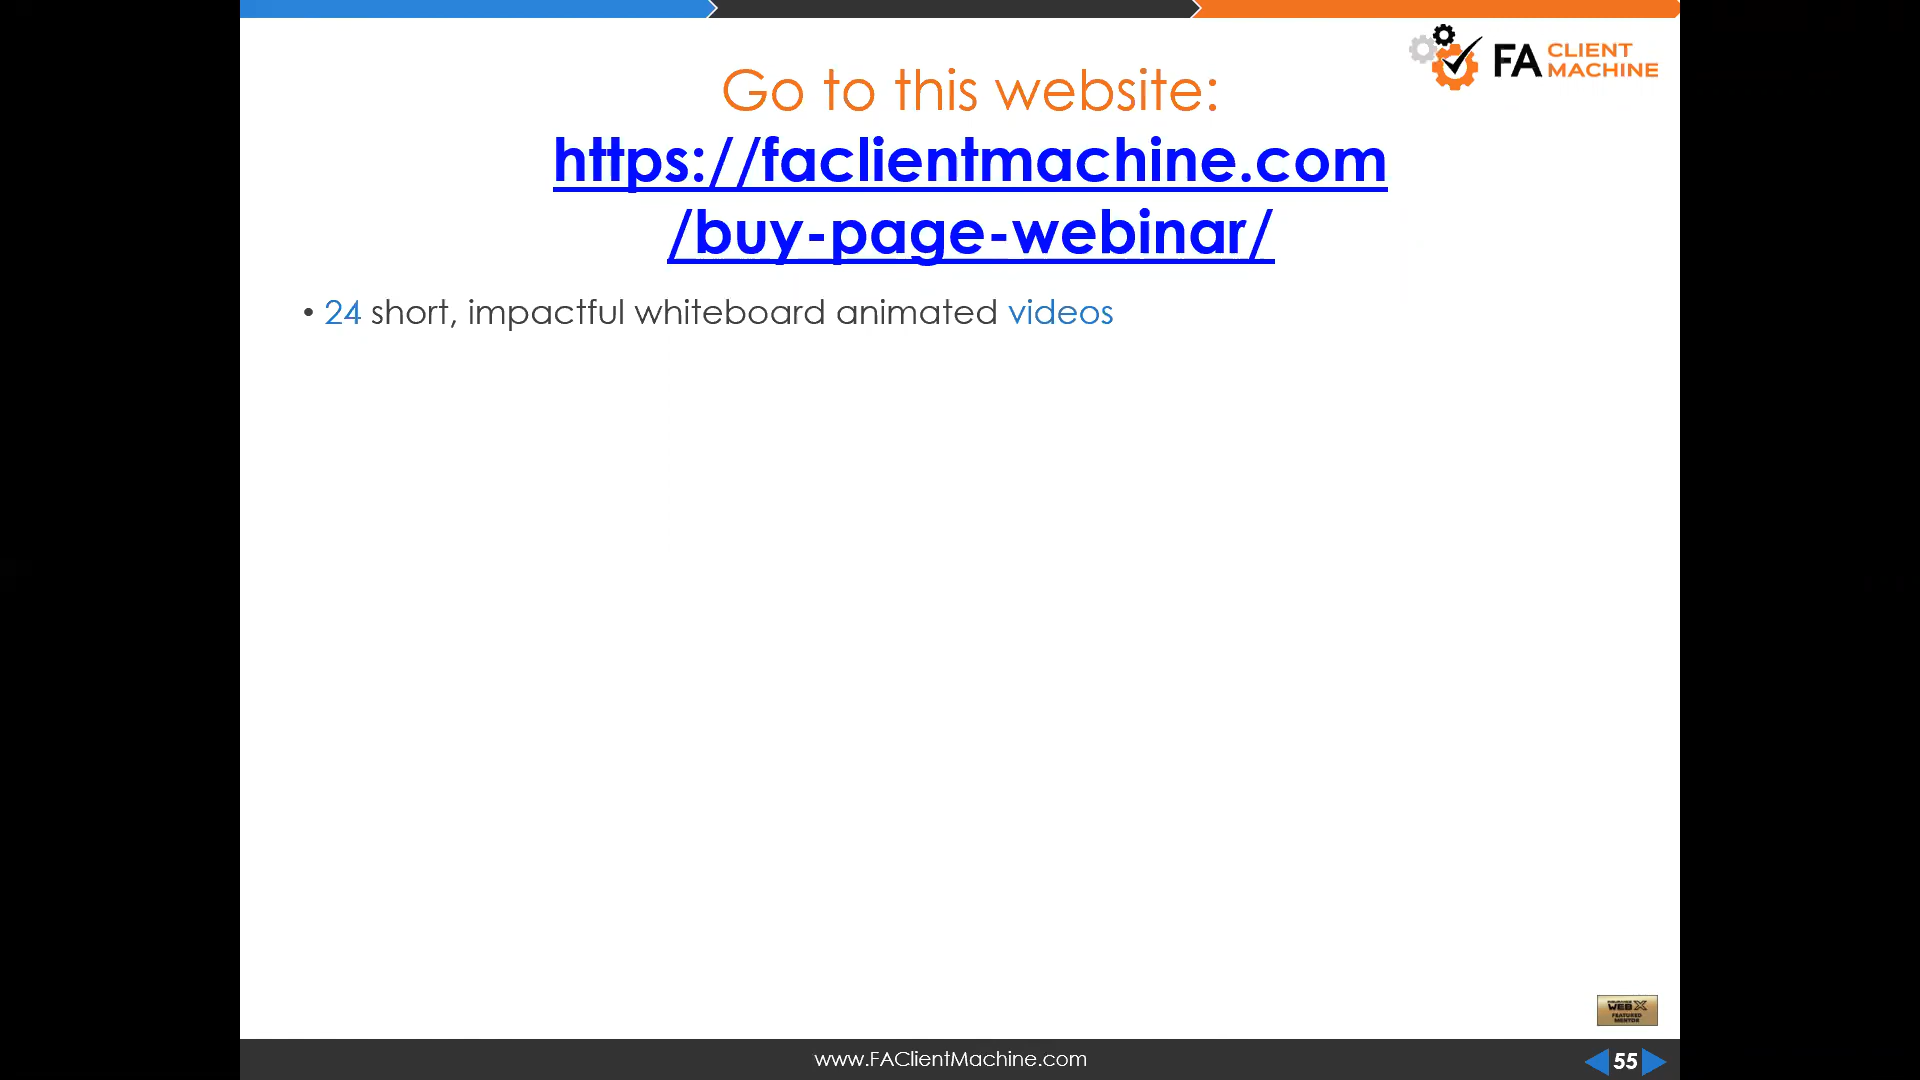 FA CLIENT MACHINE
Go to this website:
https://faclientmachine.com
/buy-page-webinar/
• 24 short, impactful whiteboard animated videos
WEB X
FEATURED
MENTOR
www.FAClientMachine.com
55